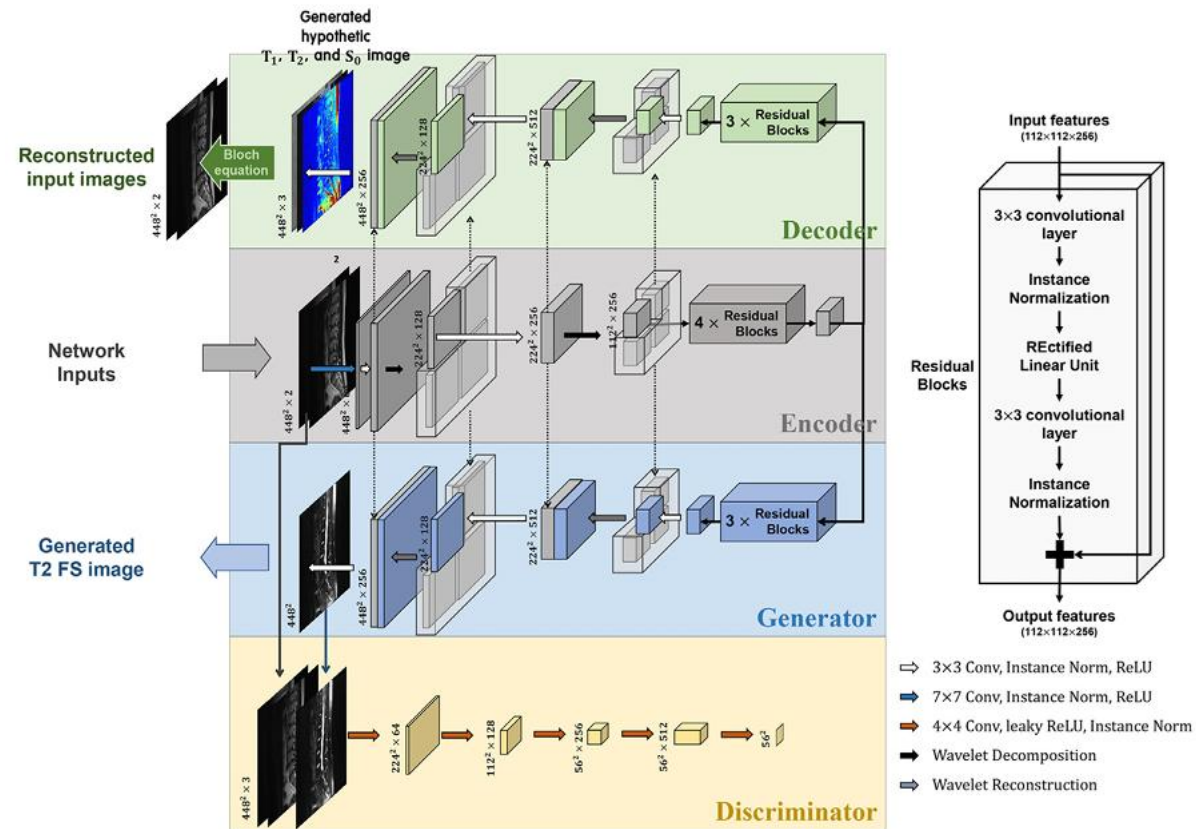 Generated
hypothetic
T₁, T₂, and S₀ image
Reconstructed
input images
Bloch
equation
448² × 2
448² × 3
448² × 256
224² × 128
224² × 512
3 × Residual
Blocks
Decoder
Network
Inputs
2
448² × 2
224² × 128
224² × 256
112² × 256
4 × Residual
Blocks
Encoder
Generated
T2 FS image
448²
448² × 256
224² × 128
224² × 512
3 × Residual
Blocks
Generator
448² × 3
224² × 64
112² × 128
56² × 256
56² × 512
56²
Discriminator
Input features
(112×112×256)
Residual
Blocks
3×3 convolutional
layer
Instance
Normalization
REctified
Linear Unit
3×3 convolutional
layer
Instance
Normalization
Output features
(112×112×256)
3×3 Conv, Instance Norm, ReLU
7×7 Conv, Instance Norm, ReLU
4×4 Conv, leaky ReLU, Instance Norm
Wavelet Decomposition
Wavelet Reconstruction